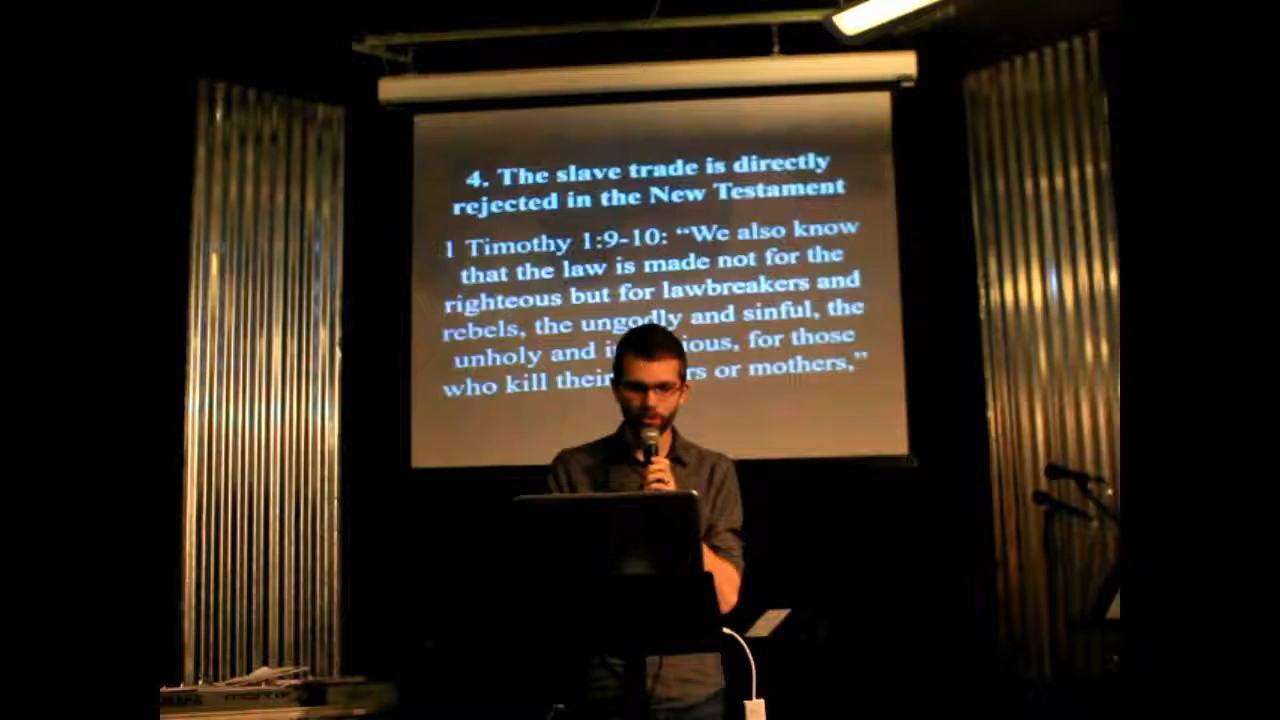 4. The slave trade is directly
rejected in the New Testament
1 Timothy 1:9-10: “We also know
that the law is made not for the
righteous but for lawbreakers and
rebels, the ungodly and sinful, the
unholy and for those
who kill or mothers,”